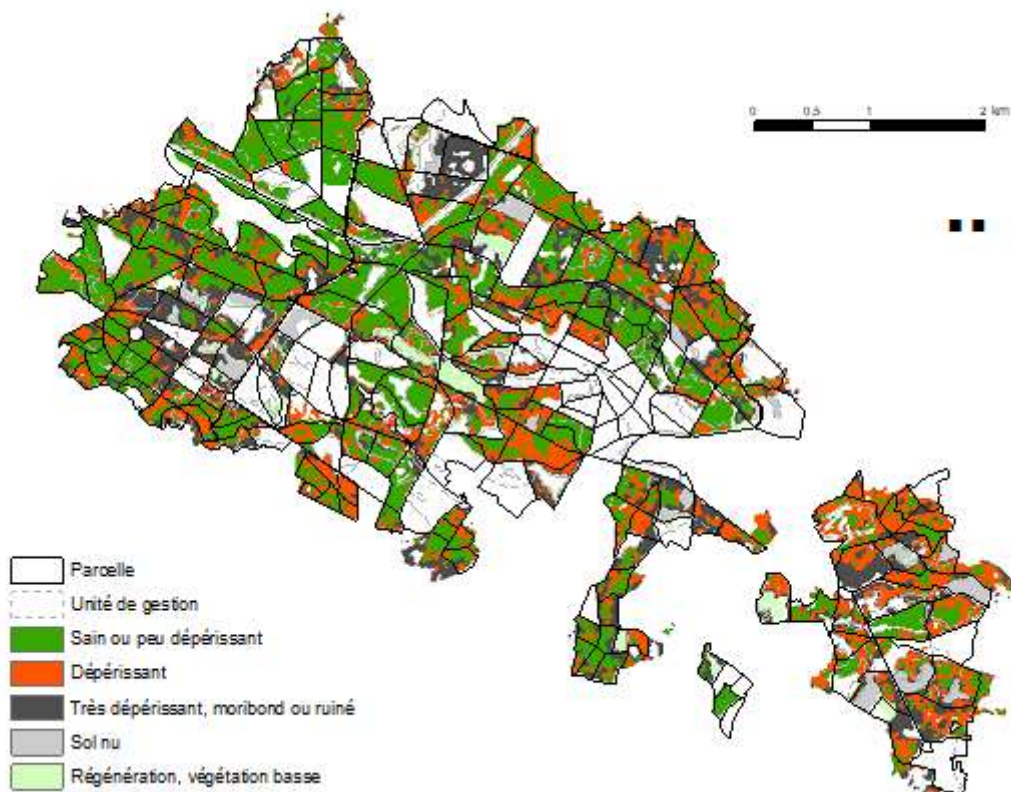 0 0,5 1 2 km
Parcelle
Unité de gestion
Sain ou peu dépérissant
Dépérissant
Très dépérissant, moribond ou ruiné
Sol nu
Régénération, végétation basse